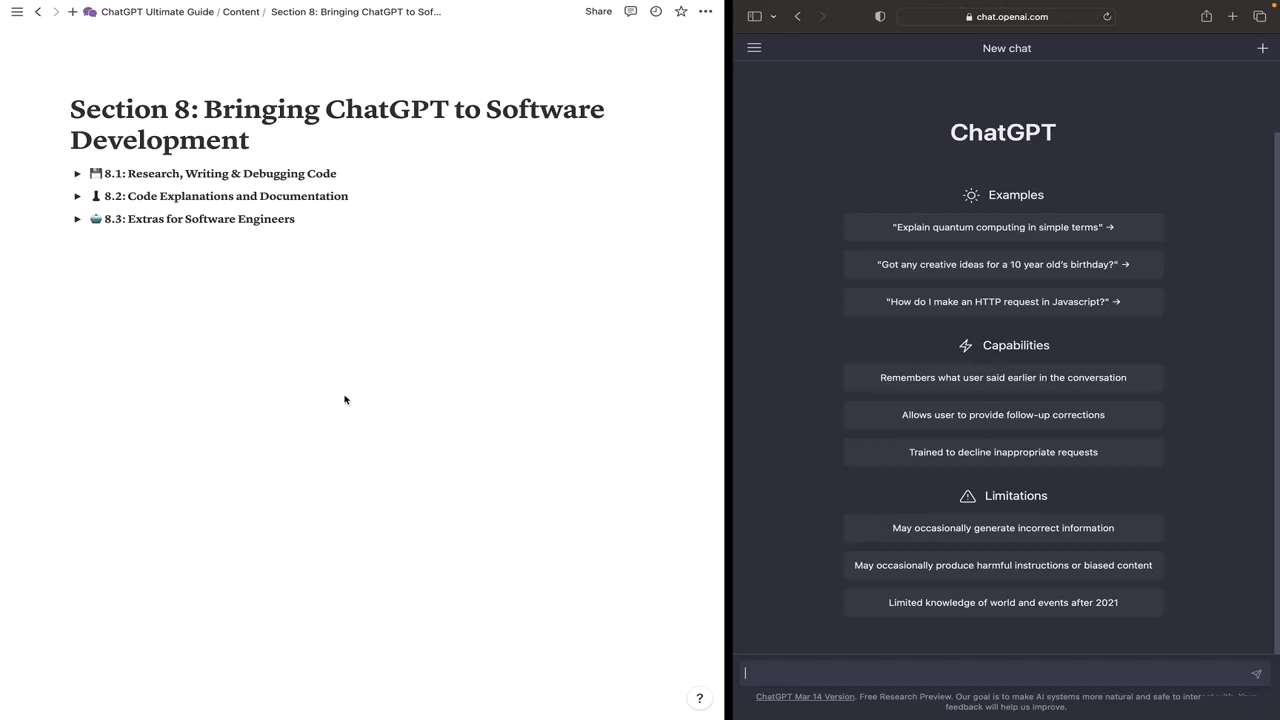 ChatGPT Ultimate Guide / Content / Section 8: Bringing ChatGPT to Sof...
Share
Section 8: Bringing ChatGPT to Software
Development
8.1: Research, Writing & Debugging Code
8.2: Code Explanations and Documentation
8.3: Extras for Software Engineers
?
chat.openai.com
New chat
ChatGPT
Examples
"Explain quantum computing in simple terms" →
"Got any creative ideas for a 10 year old's birthday?" →
"How do I make an HTTP request in Javascript?" →
Capabilities
Remembers what user said earlier in the conversation
Allows user to provide follow-up corrections
Trained to decline inappropriate requests
Limitations
May occasionally generate incorrect information
May occasionally produce harmful instructions or biased content
Limited knowledge of world and events after 2021
ChatGPT Mar 14 Version. Free Research Preview. Our goal is to make AI systems more natural and safe to interact with. Your
feedback will help us improve.